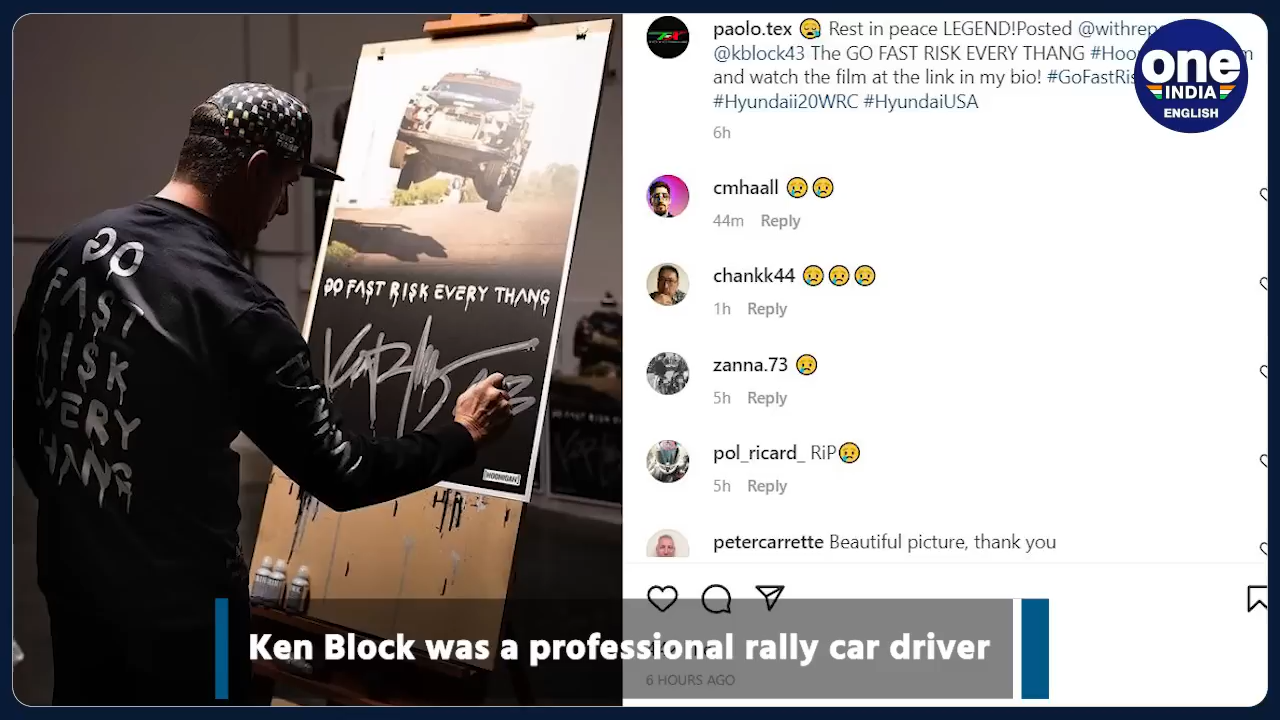 paolo.tex 😪 Rest in peace LEGEND!Posted @withrep
@kblock43 The GO FAST RISK EVERY THANG
and watch the film at the link in my bio!
#Hyundaii20WRC #HyundaiUSA
6h
one
INDIA
ENGLISH
cmhaall 😢😢
44m Reply
chankk44 😥😥😥
1h Reply
zanna.73 😢
5h Reply
pol_ricard_ RiP😥
5h Reply
petercarrette Beautiful picture, thank you
6 HOURS AGO
GO
FAST
RISK
EVERY
THANG
GO FAST RISK EVERY THANG
HOONIGAN
Ken Block was a professional rally car driver